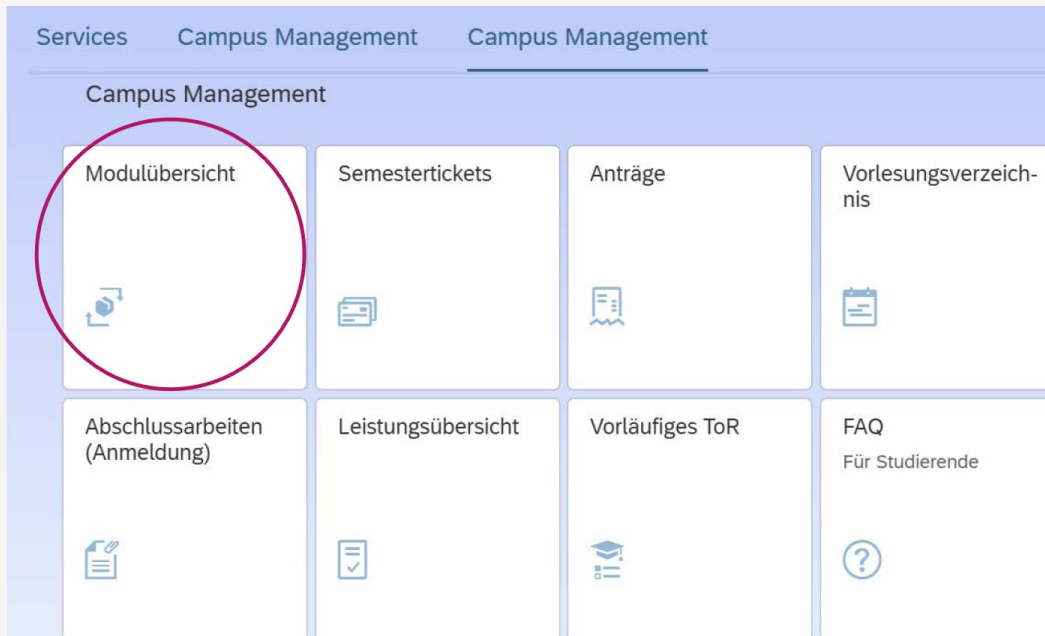 Services Campus Management Campus Management
Campus Management
Modulübersicht
Semestertickets
Anträge
Vorlesungsverzeich-
nis
Abschlussarbeiten
(Anmeldung)
Leistungsübersicht
Vorläufiges ToR
FAQ
Für Studierende